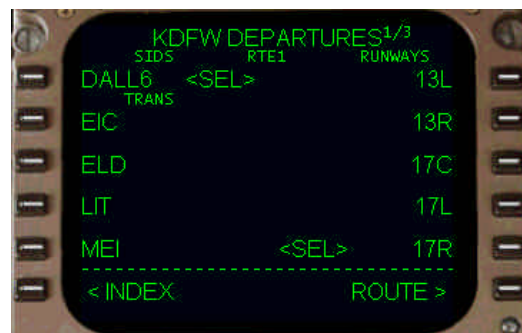 KDFW DEPARTURES 1/3
SIDS RTE1 RUNWAYS
DALL6 <SEL> 13L
TRANS
EIC 13R
ELD 17C
LIT 17L
MEI <SEL> 17R
------------------------------------
< INDEX ROUTE >